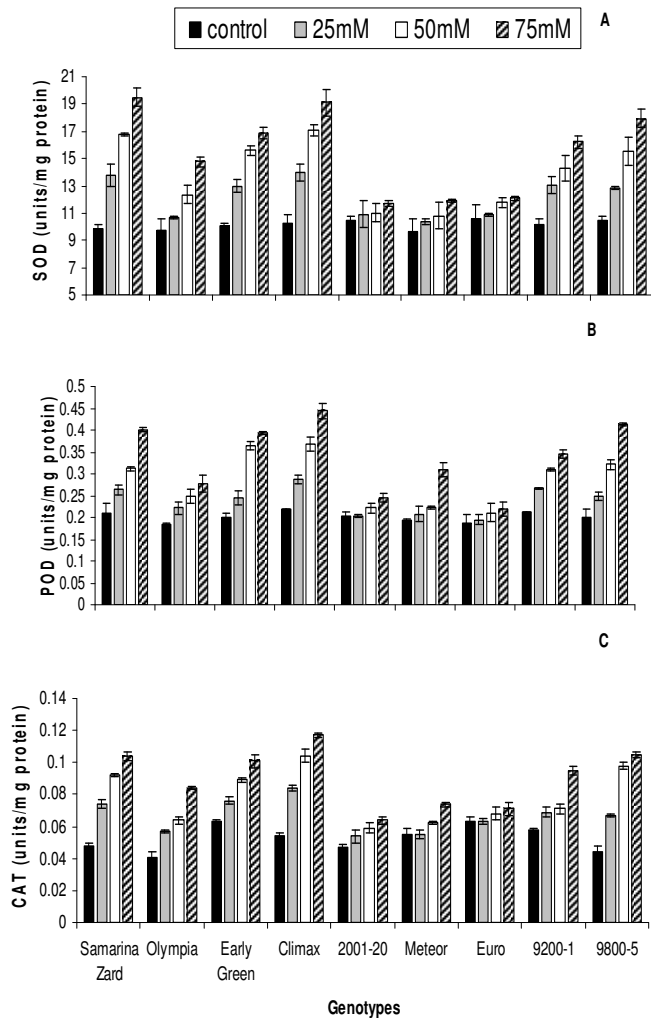 control 25mM 50mM 75mM
A
SOD (units/mg protein)
21
19
17
15
13
11
9
7
5
B
POD (units/mg protein)
0.5
0.45
0.4
0.35
0.3
0.25
0.2
0.15
0.1
0.05
0
C
CAT (units/mg protein)
0.14
0.12
0.1
0.08
0.06
0.04
0.02
0
Samarina Zard
Olympia
Early Green
Climax
2001-20
Meteor
Euro
9200-1
9800-5
Genotypes